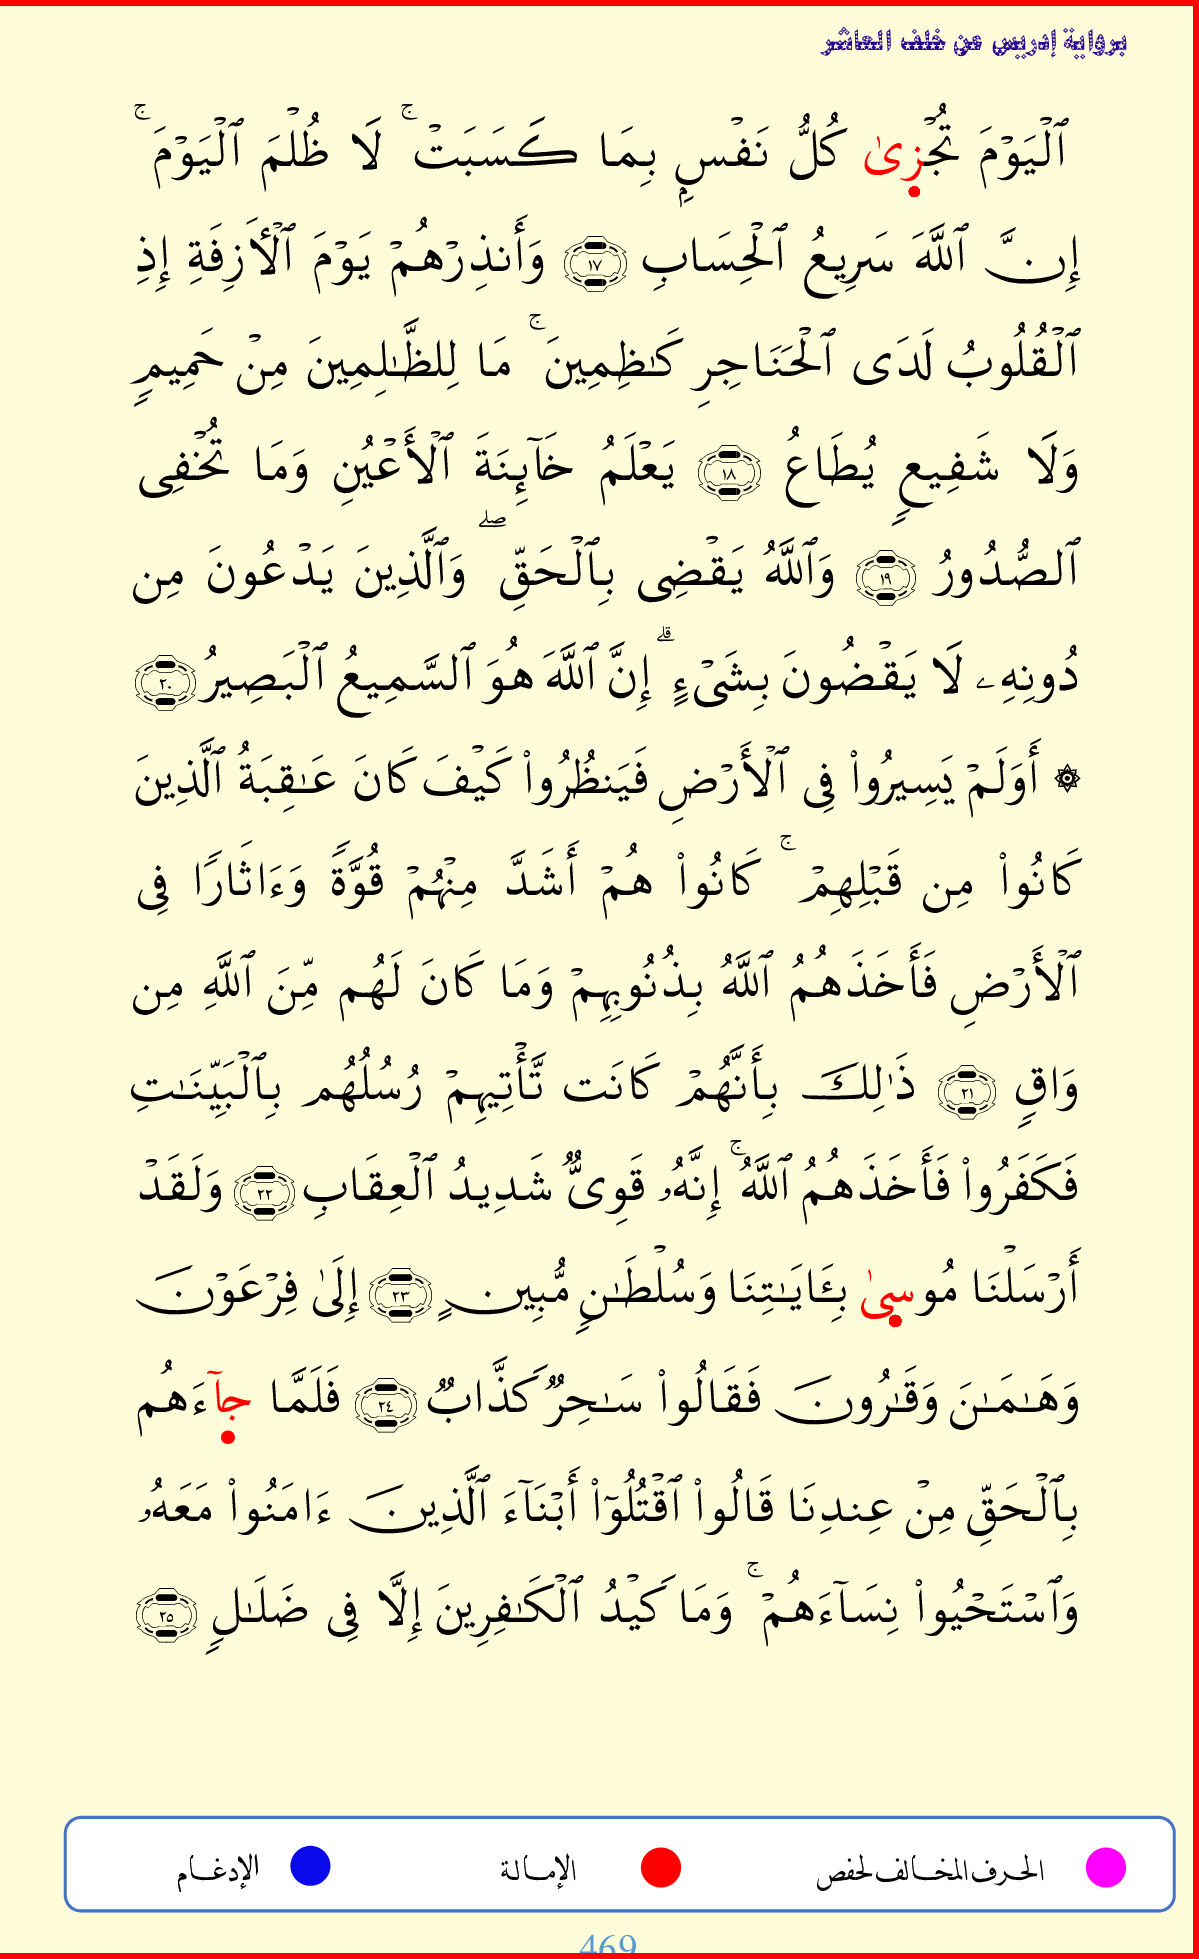 برواية إدريس عن خلف العاشر
ٱلۡيَوۡمَ تُجۡزىٰ كُلُّ نَفۡسِۭ بِمَا كَسَبَتۡۚ لَا ظُلۡمَ ٱلۡيَوۡمَۚ
إِنَّ ٱللَّهَ سَرِيعُ ٱلۡحِسَابِ ١٧ وَأَنذِرۡهُمۡ يَوۡمَ ٱلۡأٓزِفَةِ إِذِ
ٱلۡقُلُوبُ لَدَى ٱلۡحَنَاجِرِ كَٰظِمِينَۚ مَا لِلظَّٰلِمِينَ مِنۡ حَمِيمٖ
وَلَا شَفِيعٖ يُطَاعُ ١٨ يَعۡلَمُ خَآئِنَةَ ٱلۡأَعۡيُنِ وَمَا تُخۡفِى
ٱلصُّدُورُ ١٩ وَٱللَّهُ يَقۡضِى بِٱلۡحَقِّۖ وَٱلَّذِينَ يَدۡعُونَ مِن
دُونِهِۦ لَا يَقۡضُونَ بِشَىۡءٍۗ إِنَّ ٱللَّهَ هُوَ ٱلسَّمِيعُ ٱلۡبَصِيرُ ٢٠
۞ أَوَلَمۡ يَسِيرُواْ فِى ٱلۡأَرۡضِ فَيَنظُرُواْ كَيۡفَ كَانَ عَٰقِبَةُ ٱلَّذِينَ
كَانُواْ مِن قَبۡلِهِمۡۚ كَانُواْ هُمۡ أَشَدَّ مِنۡهُمۡ قُوَّةٗ وَءَاثَارٗا فِى
ٱلۡأَرۡضِ فَأَخَذَهُمُ ٱللَّهُ بِذُنُوبِهِمۡ وَمَا كَانَ لَهُم مِّنَ ٱللَّهِ مِن
وَاقٖ ٢١ ذَٰلِكَ بِأَنَّهُمۡ كَانَت تَّأۡتِيهِمۡ رُسُلُهُم بِٱلۡبَيِّنَٰتِ
فَكَفَرُواْ فَأَخَذَهُمُ ٱللَّهُۚ إِنَّهُۥ قَوِىّٞ شَدِيدُ ٱلۡعِقَابِ ٢٢ وَلَقَدۡ
أَرۡسَلۡنَا مُوسىٰ بِـَٔايَٰتِنَا وَسُلۡطَٰنٖ مُّبِينٍ ٢٣ إِلَىٰ فِرۡعَوۡنَ
وَهَٰمَٰنَ وَقَٰرُونَ فَقَالُواْ سَٰحِرٞ كَذَّابٞ ٢٤ فَلَمَّا جآءَهُم
بِٱلۡحَقِّ مِنۡ عِندِنَا قَالُواْ ٱقۡتُلُوٓاْ أَبۡنَآءَ ٱلَّذِينَ ءَامَنُواْ مَعَهُۥ
وَٱسۡتَحۡيُواْ نِسَآءَهُمۡۚ وَمَا كَيۡدُ ٱلۡكَٰفِرِينَ إِلَّا فِى ضَلَٰلٖ ٢٥
الحرف المخالف لحفص الإمالة الإدغام
469